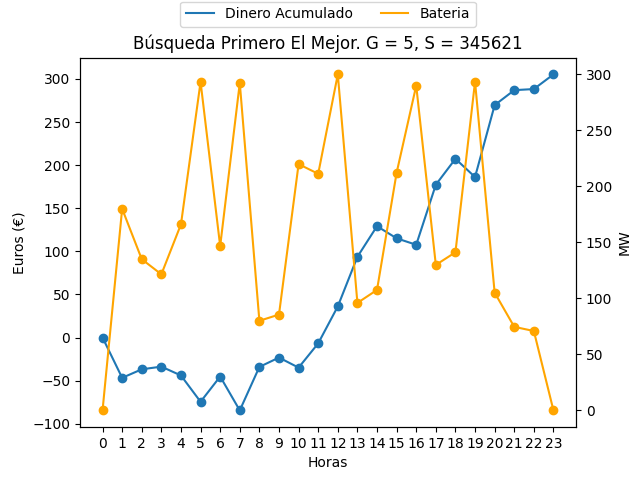 Dinero Acumulado Bateria
Búsqueda Primero El Mejor. G = 5, S = 345621
300
250
200
150
100
50
0
−50
−100
Euros (€)
300
250
200
150
100
50
0
MW
0 1 2 3 4 5 6 7 8 9 10 11 12 13 14 15 16 17 18 19 20 21 22 23
Horas